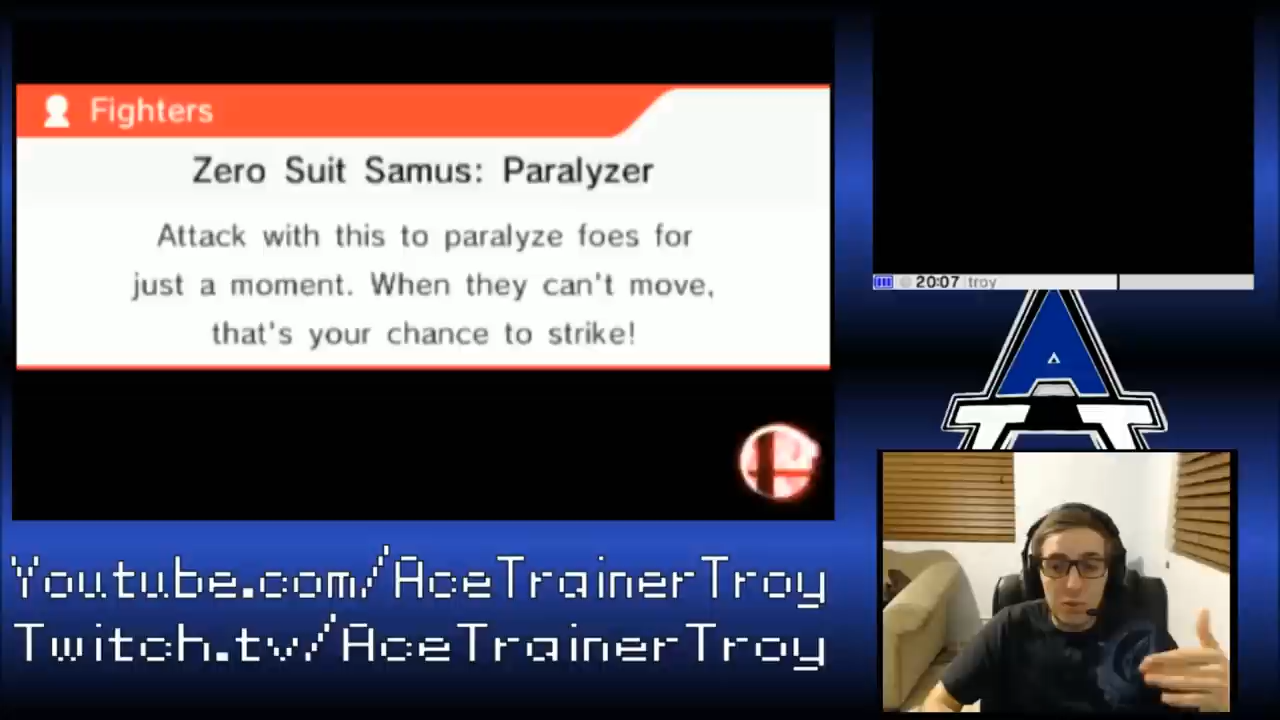 Fighters
Zero Suit Samus: Paralyzer
Attack with this to paralyze foes for
just a moment. When they can't move,
that's your chance to strike!
20:07 troy
AT
Youtube.com/AceTrainerTroy
Twitch.tv/AceTrainerTroy